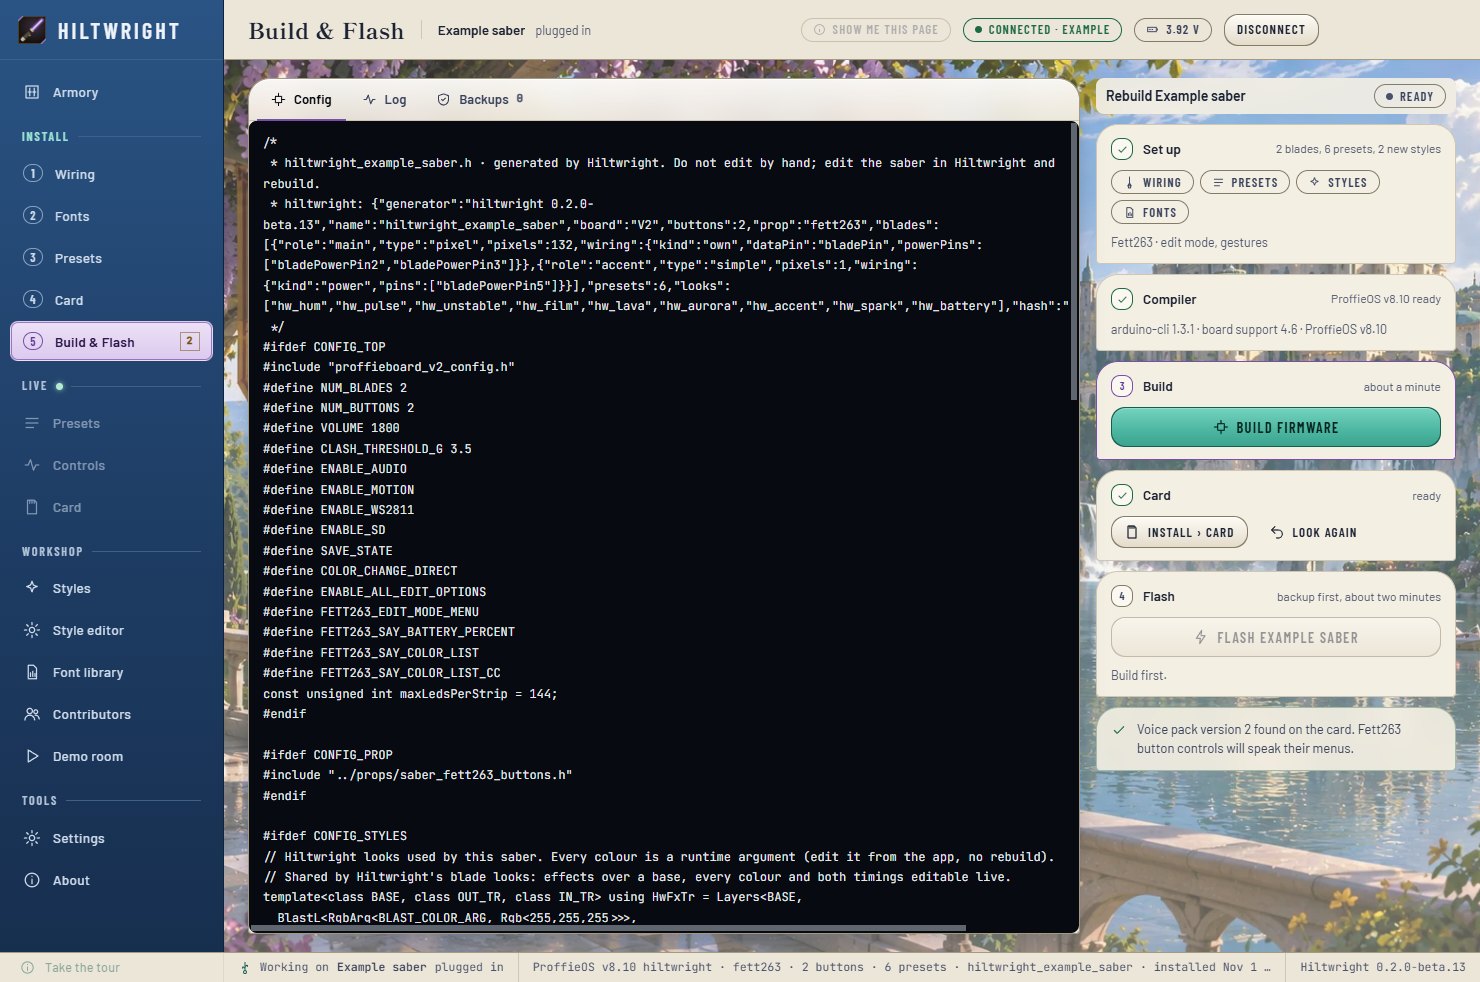 HILTWRIGHT
Armory
INSTALL
1 Wiring
2 Fonts
3 Presets
4 Card
5 Build & Flash 2
LIVE
Presets
Controls
Card
WORKSHOP
Styles
Style editor
Font library
Contributors
Demo room
TOOLS
Settings
About
Take the tour
Build & Flash
Example saber plugged in
SHOW ME THIS PAGE
CONNECTED · EXAMPLE
3.92 V
DISCONNECT
Config Log Backups 0
/*
 * hiltwright_example_saber.h · generated by Hiltwright. Do not edit by hand; edit the saber in Hiltwright and
rebuild.
 * hiltwright: {"generator":"hiltwright 0.2.0-
beta.13","name":"hiltwright_example_saber","board":"V2","buttons":2,"prop":"fett263","blades":
[{"role":"main","type":"pixel","pixels":132,"wiring":{"kind":"own","dataPin":"bladePin","powerPins":
["bladePowerPin2","bladePowerPin3"]}},{"role":"accent","type":"simple","pixels":1,"wiring":
{"kind":"power","pins":["bladePowerPin5"]}}],"presets":6,"looks":
["hw_hum","hw_pulse","hw_unstable","hw_film","hw_lava","hw_aurora","hw_accent","hw_spark","hw_battery"],"hash":"
 */
#ifdef CONFIG_TOP
#include "proffieboard_v2_config.h"
#define NUM_BLADES 2
#define NUM_BUTTONS 2
#define VOLUME 1800
#define CLASH_THRESHOLD_G 3.5
#define ENABLE_AUDIO
#define ENABLE_MOTION
#define ENABLE_WS2811
#define ENABLE_SD
#define SAVE_STATE
#define COLOR_CHANGE_DIRECT
#define ENABLE_ALL_EDIT_OPTIONS
#define FETT263_EDIT_MODE_MENU
#define FETT263_SAY_BATTERY_PERCENT
#define FETT263_SAY_COLOR_LIST
#define FETT263_SAY_COLOR_LIST_CC
const unsigned int maxLedsPerStrip = 144;
#endif

#ifdef CONFIG_PROP
#include "../props/saber_fett263_buttons.h"
#endif

#ifdef CONFIG_STYLES
// Hiltwright looks used by this saber. Every colour is a runtime argument (edit it from the app, no rebuild).
// Shared by Hiltwright's blade looks: effects over a base, every colour and both timings editable live.
template<class BASE, class OUT_TR, class IN_TR> using HwFxTr = Layers<BASE,
  BlastL<RgbArg<BLAST_COLOR_ARG, Rgb<255,255,255>>>,
Rebuild Example saber
READY
Set up 2 blades, 6 presets, 2 new styles
WIRING PRESETS STYLES
FONTS
Fett263 · edit mode, gestures
Compiler ProffieOS v8.10 ready
arduino-cli 1.3.1 · board support 4.6 · ProffieOS v8.10
3 Build about a minute
BUILD FIRMWARE
Card ready
INSTALL › CARD LOOK AGAIN
4 Flash backup first, about two minutes
FLASH EXAMPLE SABER
Build first.
Voice pack version 2 found on the card. Fett263
button controls will speak their menus.
Working on Example saber plugged in
ProffieOS v8.10 hiltwright · fett263 · 2 buttons · 6 presets · hiltwright_example_saber · installed Nov 1 …
Hiltwright 0.2.0-beta.13